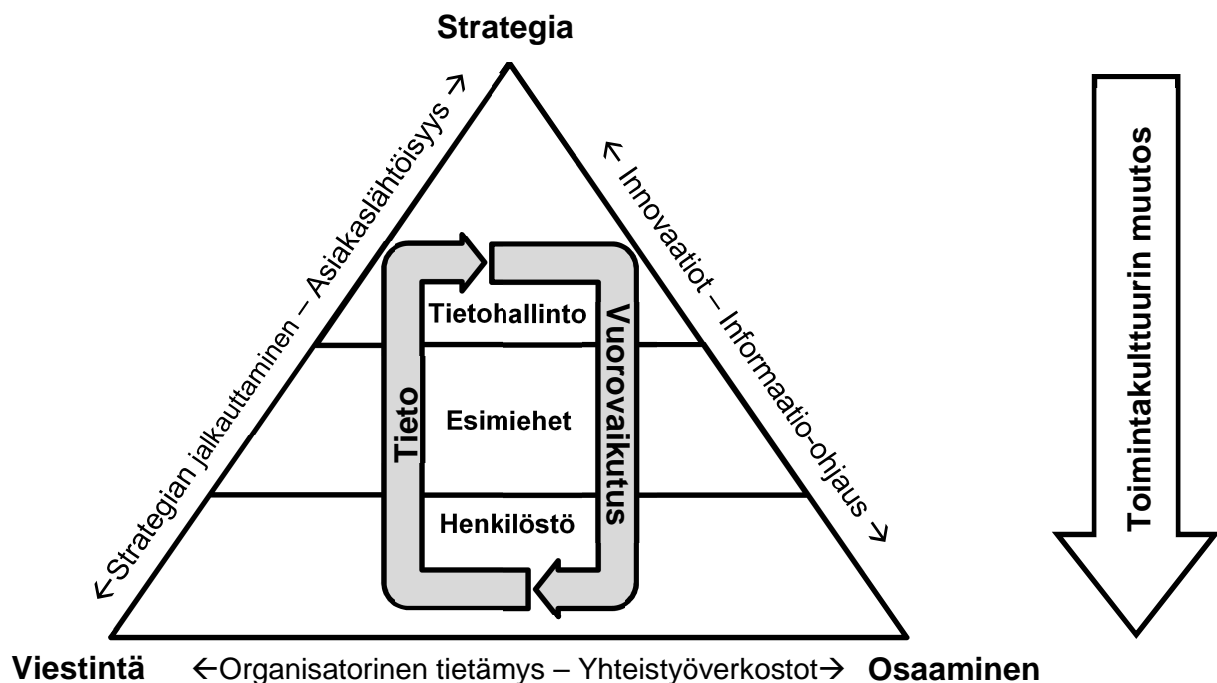 Strategia
←Strategian jalkauttaminen – Asiakaslähtöisyys →
← Innovaatiot – Informaatio-ohjaus →
Toimintakulttuurin muutos
Tietohallinto
Tieto
Vuorovaikutus
Esimiehet
Henkilöstö
Viestintä ←Organisatorinen tietämys – Yhteistyöverkostot→ Osaaminen